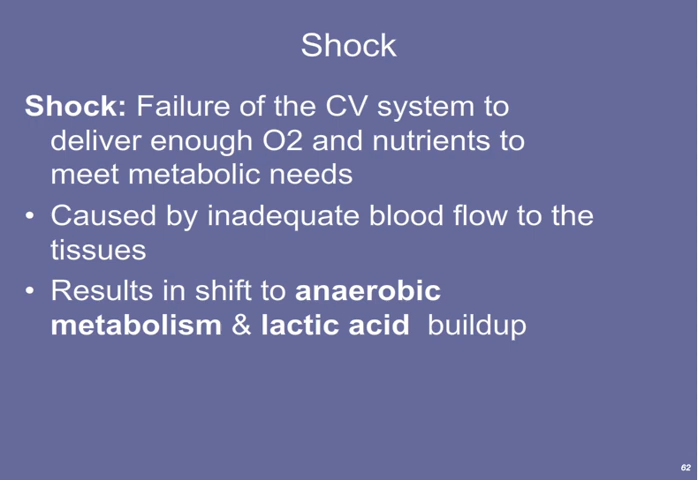 Shock
Shock: Failure of the CV system to
deliver enough O2 and nutrients to
meet metabolic needs
• Caused by inadequate blood flow to the
tissues
• Results in shift to anaerobic
metabolism & lactic acid buildup
62